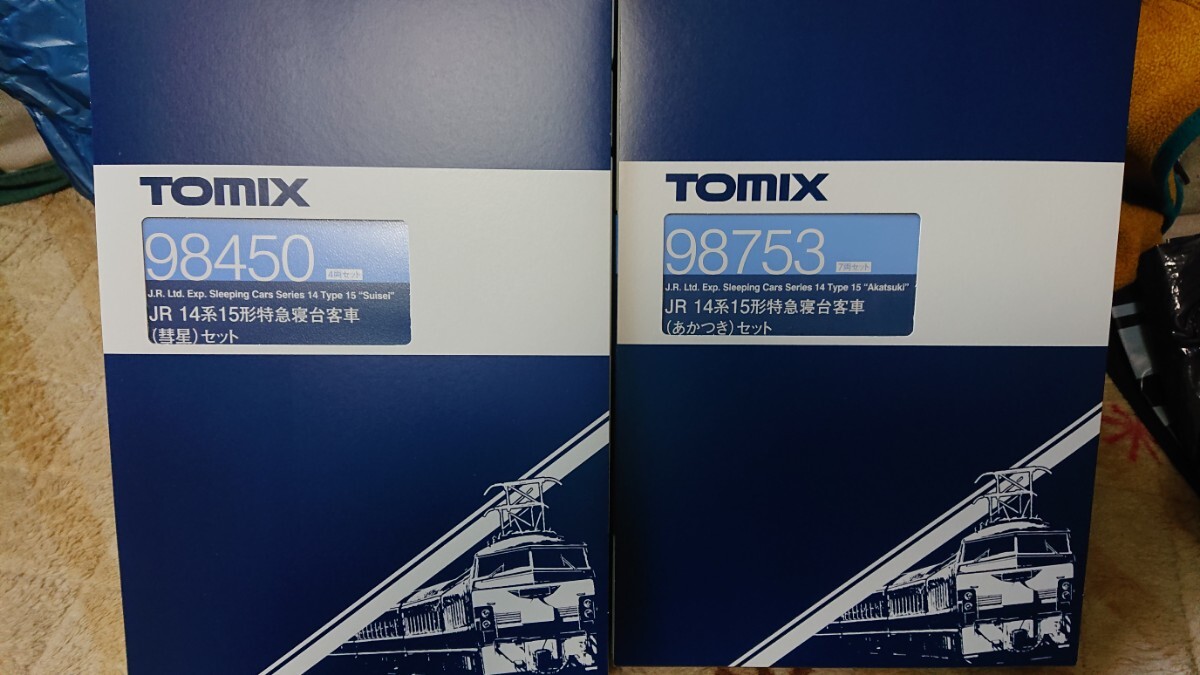 TOMIX
98450 4両セット
J.R. Ltd. Exp. Sleeping Cars Series 14 Type 15 "Suisei"
JR 14系15形特急寝台客車
(彗星)セット
TOMIX
98753 7両セット
J.R. Ltd. Exp. Sleeping Cars Series 14 Type 15 "Akatsuki"
JR 14系15形特急寝台客車
(あかつき)セット